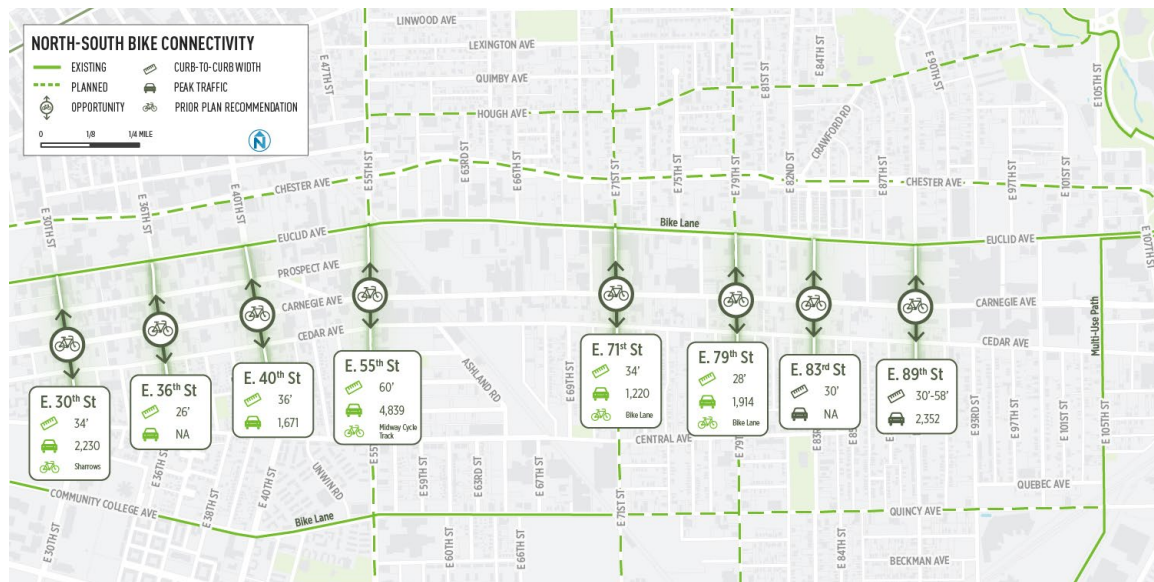 NORTH-SOUTH BIKE CONNECTIVITY
EXISTING
CURB-TO-CURB WIDTH
PLANNED
PEAK TRAFFIC
OPPORTUNITY
PRIOR PLAN RECOMMENDATION
0 1/8 1/4 MILE
N
LINWOOD AVE
LEXINGTON AVE
QUIMBY AVE
HOUGH AVE
E 47TH ST
E 55TH ST
E 63RD ST
E 66TH ST
E 71ST ST
E 75TH ST
E 79TH ST
E 81ST ST
E 84TH ST
E 82ND ST
CRAWFORD RD
E 87TH ST
E 90TH ST
E 97TH ST
E 101ST ST
E 105TH ST
E 107TH ST
E 30TH ST
E 36TH ST
E 40TH ST
CHESTER AVE
CHESTER AVE
EUCLID AVE
Bike Lane
EUCLID AVE
PROSPECT AVE
CARNEGIE AVE
CARNEGIE AVE
CEDAR AVE
CEDAR AVE
Multi-Use Path
E. 30th St
34'
2,230
Sharrows
E. 36th St
26'
NA
E. 40th St
36'
1,671
E. 55th St
60'
4,839
Midway Cycle
Track
E. 71st St
34'
1,220
Bike Lane
E. 79th St
28'
1,914
Bike Lane
E. 83rd St
30'
NA
E. 89th St
30'-58'
2,352
ASHLAND RD
E 69TH ST
CENTRAL AVE
E 93RD ST
E 97TH ST
E 101ST ST
E 105TH ST
QUEBEC AVE
QUINCY AVE
BECKMAN AVE
COMMUNITY COLLEGE AVE
Bike Lane
E 30TH ST
E 36TH ST
E 38TH ST
E 40TH ST
UNWIN RD
E 55
E 59TH ST
E 63RD ST
E 67TH ST
E 60TH ST
E 66TH ST
E 71ST ST
E 79TH
E 83R
E 84TH ST